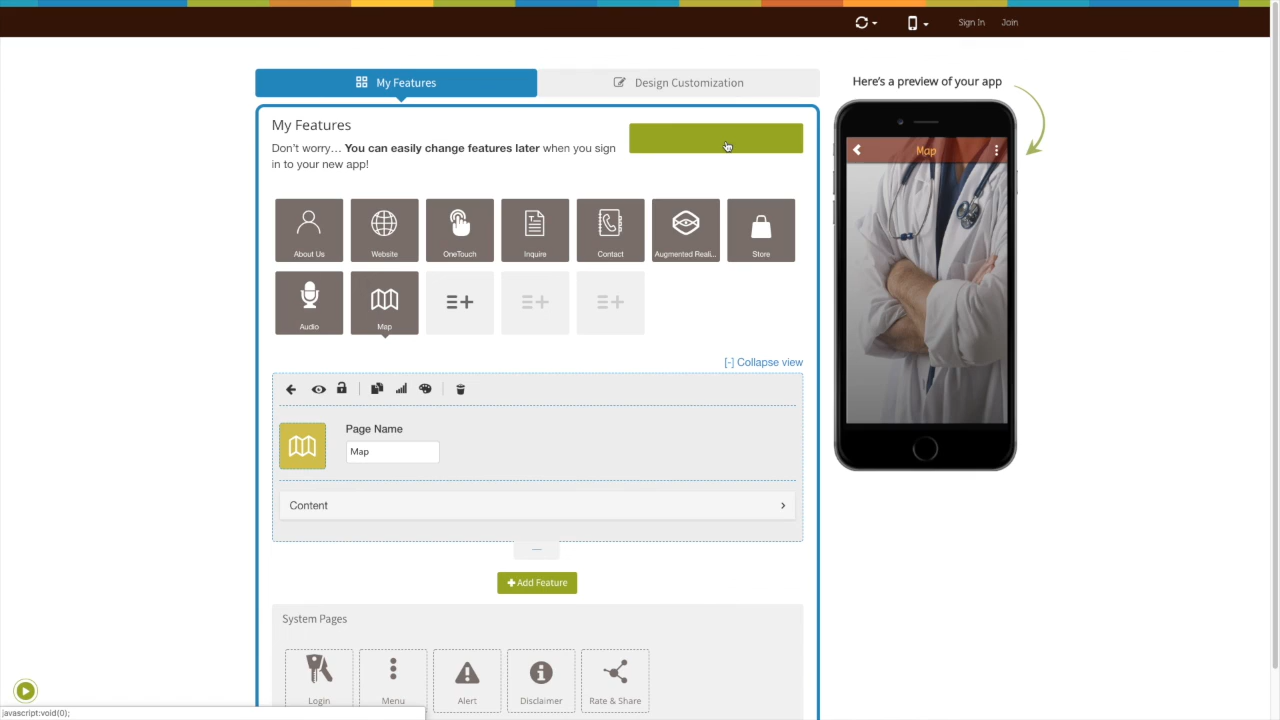 Sign In
Join
My Features
Design Customization
Here's a preview of your app
My Features
Don't worry... You can easily change features later when you sign
in to your new app!
Map
About Us
Website
OneTouch
Inquire
Contact
Augmented Reali...
Store
Audio
Map
[-] Collapse view
Page Name
Map
Content
Add Feature
System Pages
Login
Menu
Alert
Disclaimer
Rate & Share
javascript:void(0);